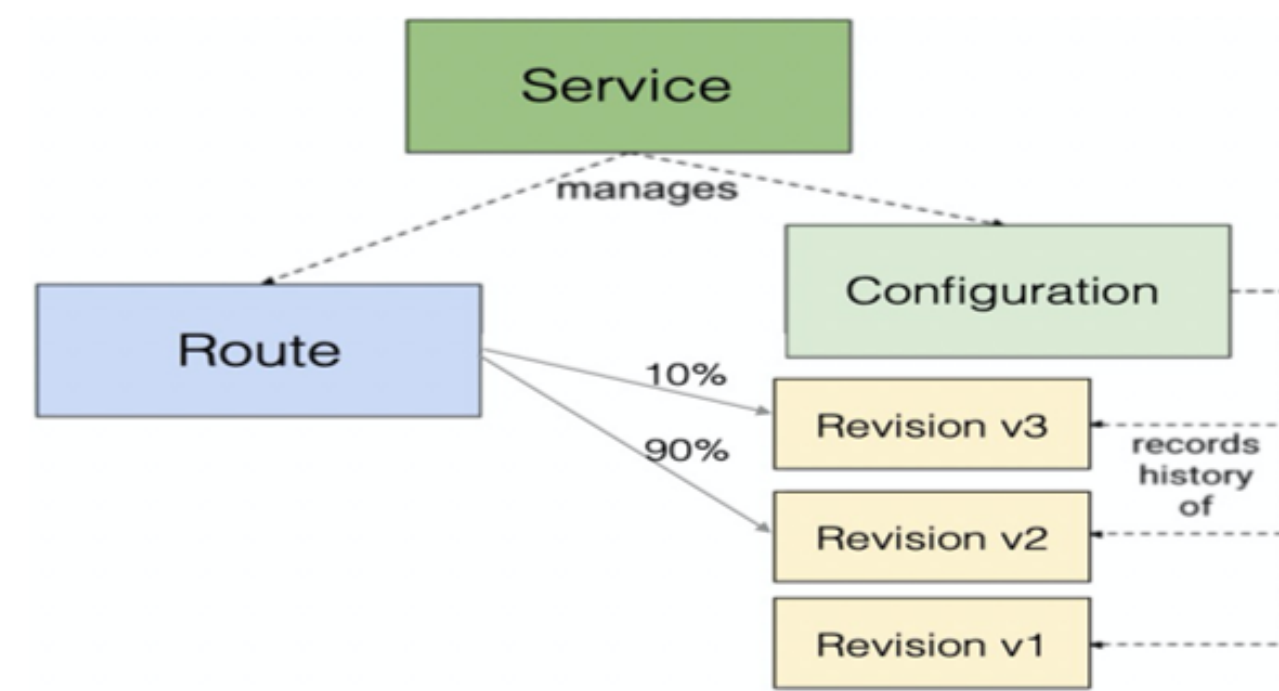 Service
manages
Configuration
Route
10%
Revision v3
90%
records
history
of
Revision v2
Revision v1